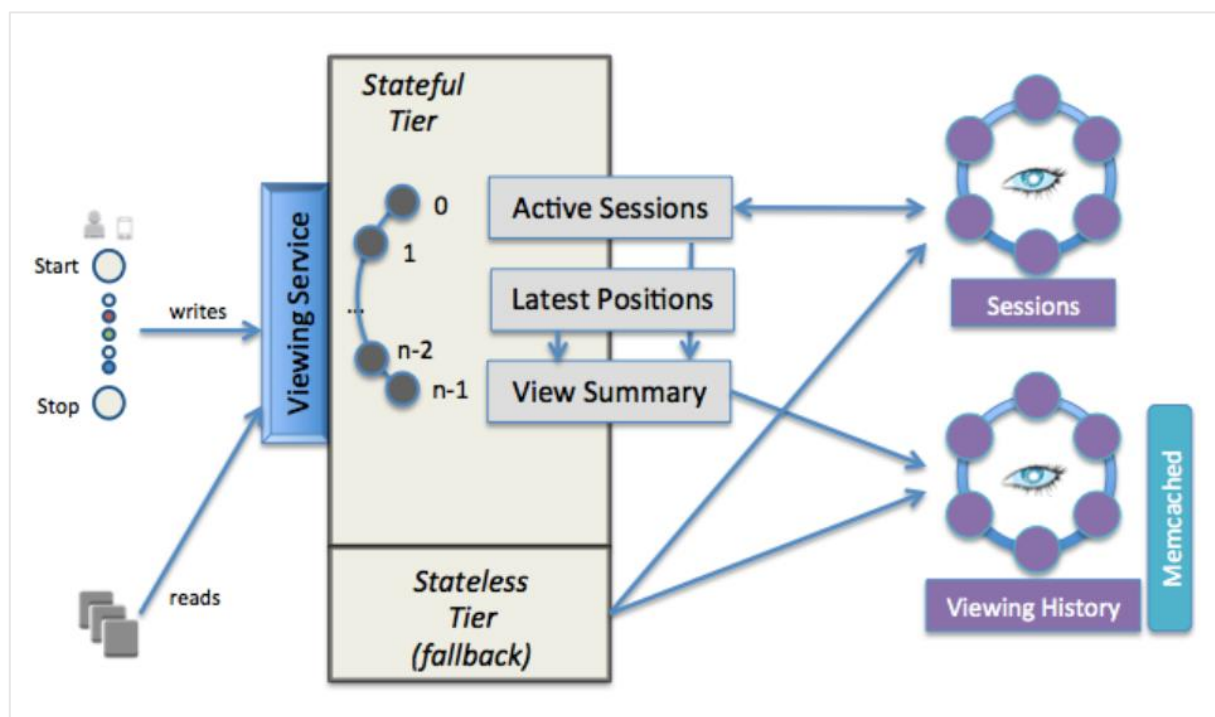 Stateful
Tier
0
1
...
n-2
n-1
Active Sessions
Latest Positions
View Summary
Viewing Service
Start
Stop
writes
reads
Stateless
Tier
(fallback)
Sessions
Viewing History
Memcached